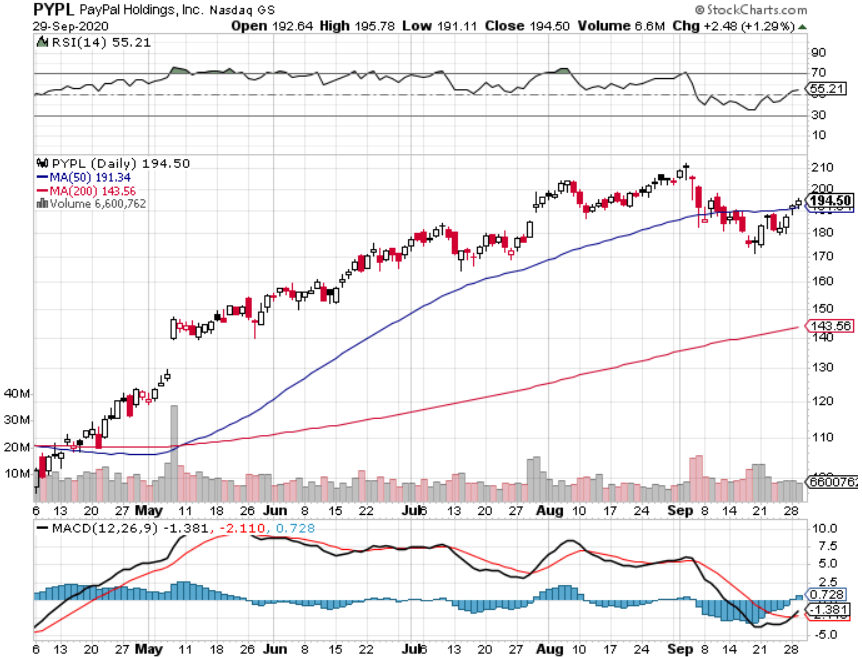 PYPL PayPal Holdings, Inc. Nasdaq GS © StockCharts.com
29-Sep-2020 Open 192.64 High 195.78 Low 191.11 Close 194.50 Volume 6.6M Chg +2.48 (+1.29%)
RSI(14) 55.21
90
70
55.21
30
10
PYPL (Daily) 194.50
MA(50) 191.34
MA(200) 143.56
Volume 6,600,762
210
200
194.50
180
170
160
150
143.56
140
130
120
110
40M
30M
20M
10M
6600762
6 13 20 27 May 11 18 26 Jun 8 15 22 Jul 6 13 20 27 Aug 10 17 24 Sep 8 14 21 28
MACD(12,26,9) -1.381, -2.110, 0.728
10.0
7.5
5.0
2.5
0.728
-1.381
-5.0
6 13 20 27 May 11 18 26 Jun 8 15 22 Jul 6 13 20 27 Aug 10 17 24 Sep 8 14 21 28